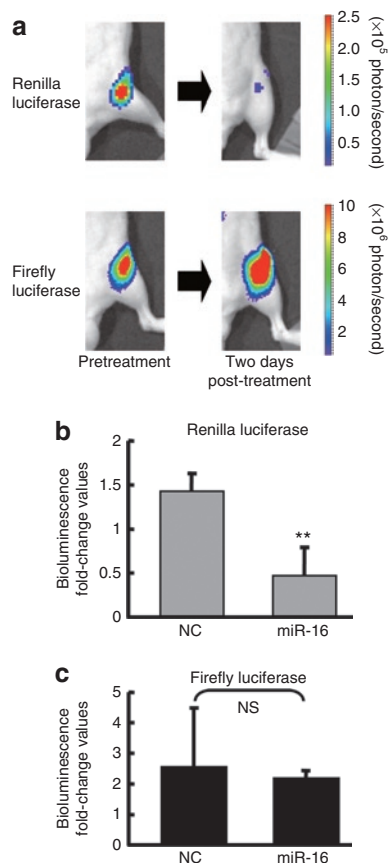 a
Renilla
luciferase
2.5
2.0
1.5
1.0
0.5
(×10⁵ photon/second)
Firefly
luciferase
10
8
6
4
2
(×10⁶ photon/second)
Pretreatment
Two days
post-treatment
b
Renilla luciferase
Bioluminescence
fold-change values
2
1.5
1
0.5
0
**
NC
miR-16
c
Firefly luciferase
NS
Bioluminescence
fold-change values
5
4
3
2
1
0
NC
miR-16